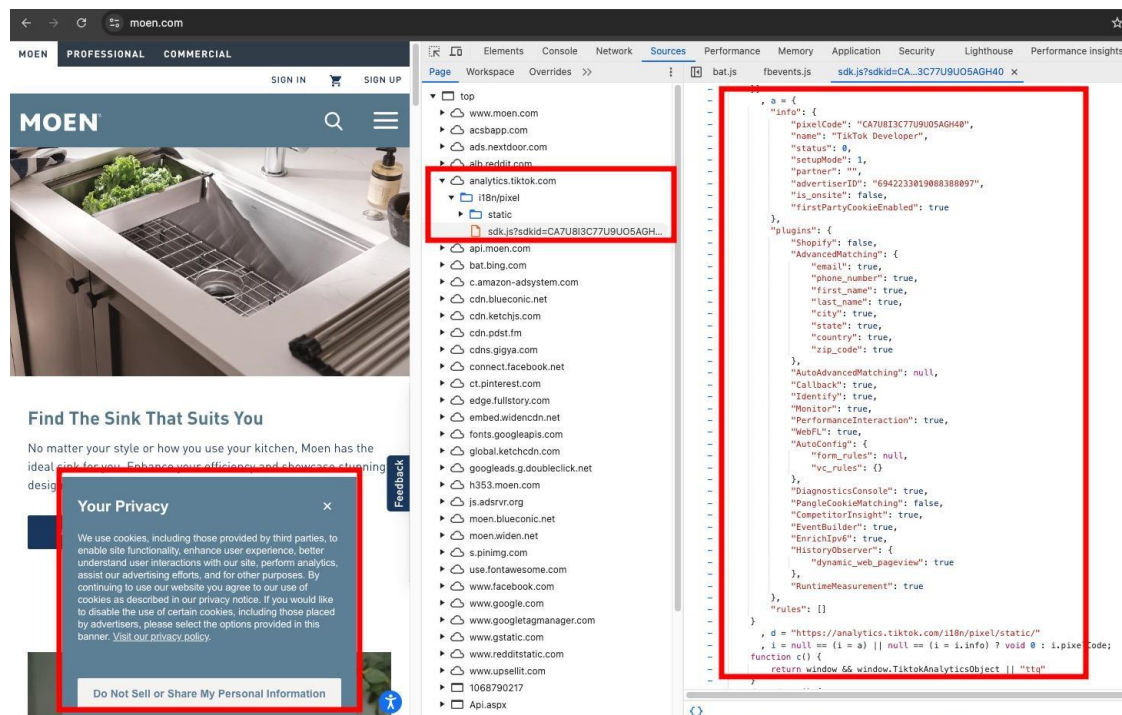 moen.com
MOEN PROFESSIONAL COMMERCIAL
SIGN IN SIGN UP
MOEN
Find The Sink That Suits You
No matter your style or how you use your kitchen, Moen has the
ideal sink for you. Enhance your efficiency and showcase stunning
Feedback
Your Privacy ×
We use cookies, including those provided by third parties, to
enable site functionality, enhance user experience, better
understand user interactions with our site, perform analytics,
assist our advertising efforts, and for other purposes. By
continuing to use our website you agree to our use of
cookies as described in our privacy notice. If you would like
to disable the use of certain cookies, including those placed
by advertisers, please select the options provided in this
banner. Visit our privacy policy.
Do Not Sell or Share My Personal Information
Elements Console Network Sources Performance Memory Application Security Lighthouse Performance insights
Page Workspace Overrides >>
top
www.moen.com
acsbapp.com
ads.nextdoor.com
alb.reddit.com
analytics.tiktok.com
i18n/pixel
static
sdk.js?sdkid=CA7U8I3C77U9UO5AGH...
api.moen.com
bat.bing.com
c.amazon-adsystem.com
cdn.blueconic.net
cdn.ketchjs.com
cdn.pdst.fm
cdns.gigya.com
connect.facebook.net
ct.pinterest.com
edge.fullstory.com
embed.widencdn.net
fonts.googleapis.com
global.ketchcdn.com
googleads.g.doubleclick.net
h353.moen.com
js.adsrvr.org
moen.blueconic.net
moen.widen.net
s.pinimg.com
use.fontawesome.com
www.facebook.com
www.google.com
www.googletagmanager.com
www.gstatic.com
www.redditstatic.com
www.upsellit.com
1068790217
Api.aspx
bat.js fbevents.js sdk.js?sdkid=CA...3C77U9UO5AGH40 ×
, a = {
"info": {
"pixelCode": "CA7U8I3C77U9UO5AGH40",
"name": "TikTok Developer",
"status": 0,
"setupMode": 1,
"partner": "",
"advertiserID": "6942233019088388097",
"is_onsite": false,
"firstPartyCookieEnabled": true
},
"plugins": {
"Shopify": false,
"AdvancedMatching": {
"email": true,
"phone_number": true,
"first_name": true,
"last_name": true,
"city": true,
"state": true,
"country": true,
"zip_code": true
},
"AutoAdvancedMatching": null,
"Callback": true,
"Identify": true,
"Monitor": true,
"PerformanceInteraction": true,
"WebFL": true,
"AutoConfig": {
"form_rules": null,
"vc_rules": {}
},
"DiagnosticsConsole": true,
"PangleCookieMatching": false,
"CompetitorInsight": true,
"EventBuilder": true,
"EnrichIpv6": true,
"HistoryObserver": {
"dynamic_web_pageview": true
},
"RuntimeMeasurement": true
},
"rules": []
}
, d = "https://analytics.tiktok.com/i18n/pixel/static/"
, i = null == (i = a) || null == (i = i.info) ? void 0 : i.pixelCode;
function c() {
return window && window.TiktokAnalyticsObject || "ttq"
}
{}